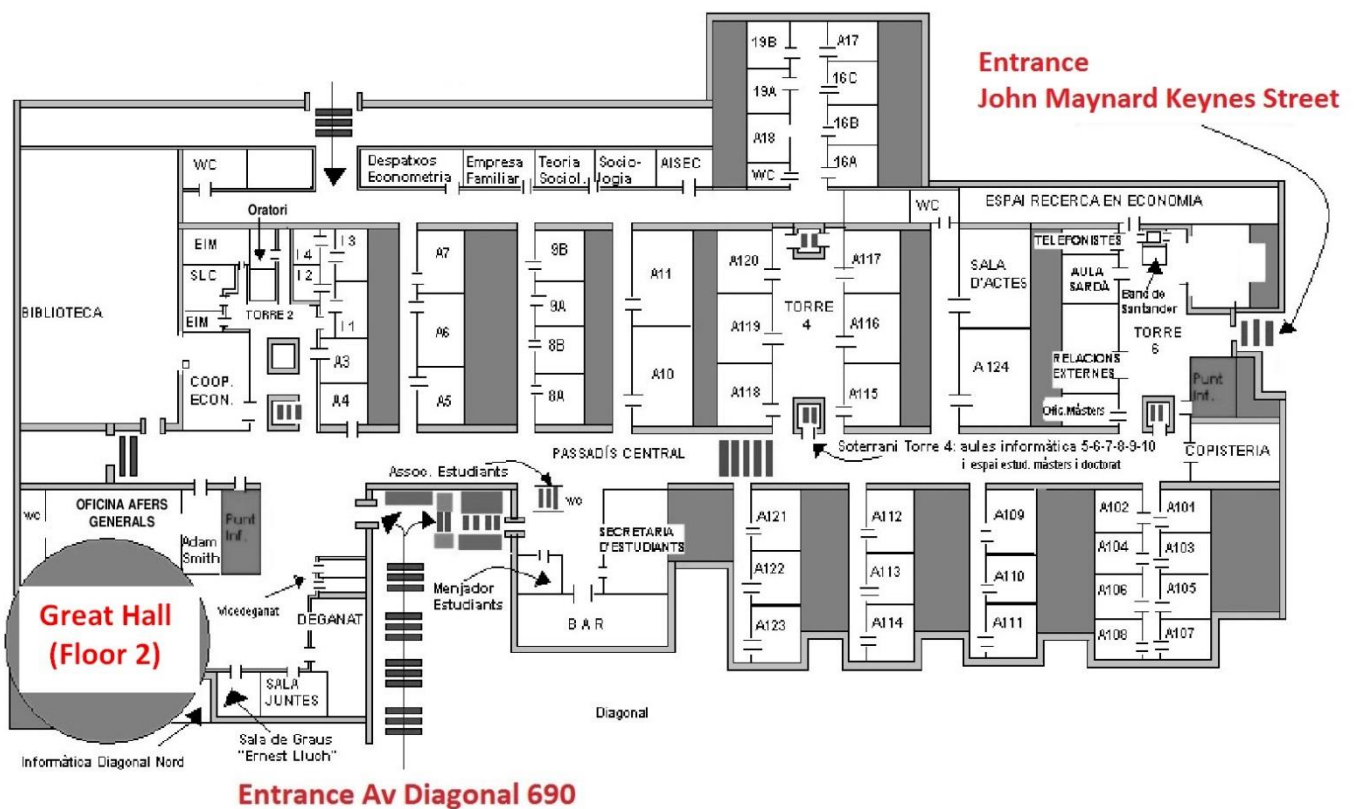 Entrance
John Maynard Keynes Street
19B
A17
19A
16C
A18
16B
WC
16A
WC
Despatxos
Econometria
Empresa
Familiar
Teoria
Sociol.
Socio-
logia
AISEC
WC
ESPAI RECERCA EN ECONOMIA
Oratori
EIM
SLC
EIM
TORRE 2
I 4
I 3
I 2
I 1
A3
A4
COOP.
ECON.
BIBLIOTECA
A7
A6
A5
9B
9A
8B
8A
A11
A10
A120
A119
A118
TORRE
4
A117
A116
A115
SALA
D'ACTES
A 124
TELEFONISTES
AULA
SARDÀ
RELACIONS
EXTERNES
Ofic.Màsters
Banc de
Santander
TORRE
6
Punt
Inf.
COPISTERIA
PASSADÍS CENTRAL
Soterrani Torre 4: aules informàtica 5-6-7-8-9-10
i espai estud. màsters i doctorat
Assoc. Estudiants
wc
wc
OFICINA AFERS
GENERALS
Adam
Smith
Punt
Inf.
SECRETARIA
D'ESTUDIANTS
Menjador
Estudiants
BAR
A121
A122
A123
A112
A113
A114
A109
A110
A111
A102
A101
A104
A103
A106
A105
A108
A107
Vicedeganat
DEGANAT
Great Hall
(Floor 2)
SALA
JUNTES
Sala de Graus
"Ernest Lluch"
Informàtica Diagonal Nord
Diagonal
Entrance Av Diagonal 690